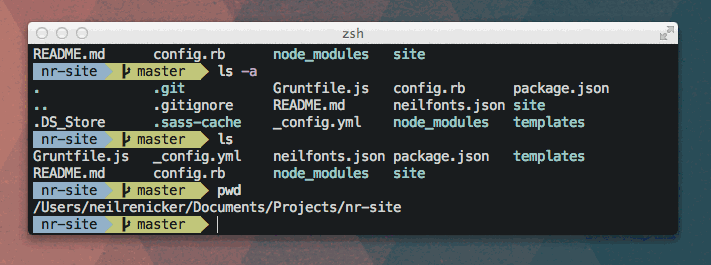 zsh
README.md config.rb node_modules site
nr-site master ls -a
. .git Gruntfile.js config.rb package.json
.. .gitignore README.md neilfonts.json site
.DS_Store .sass-cache _config.yml node_modules templates
nr-site master ls
Gruntfile.js _config.yml neilfonts.json package.json templates
README.md config.rb node_modules site
nr-site master pwd
/Users/neilrenicker/Documents/Projects/nr-site
nr-site master